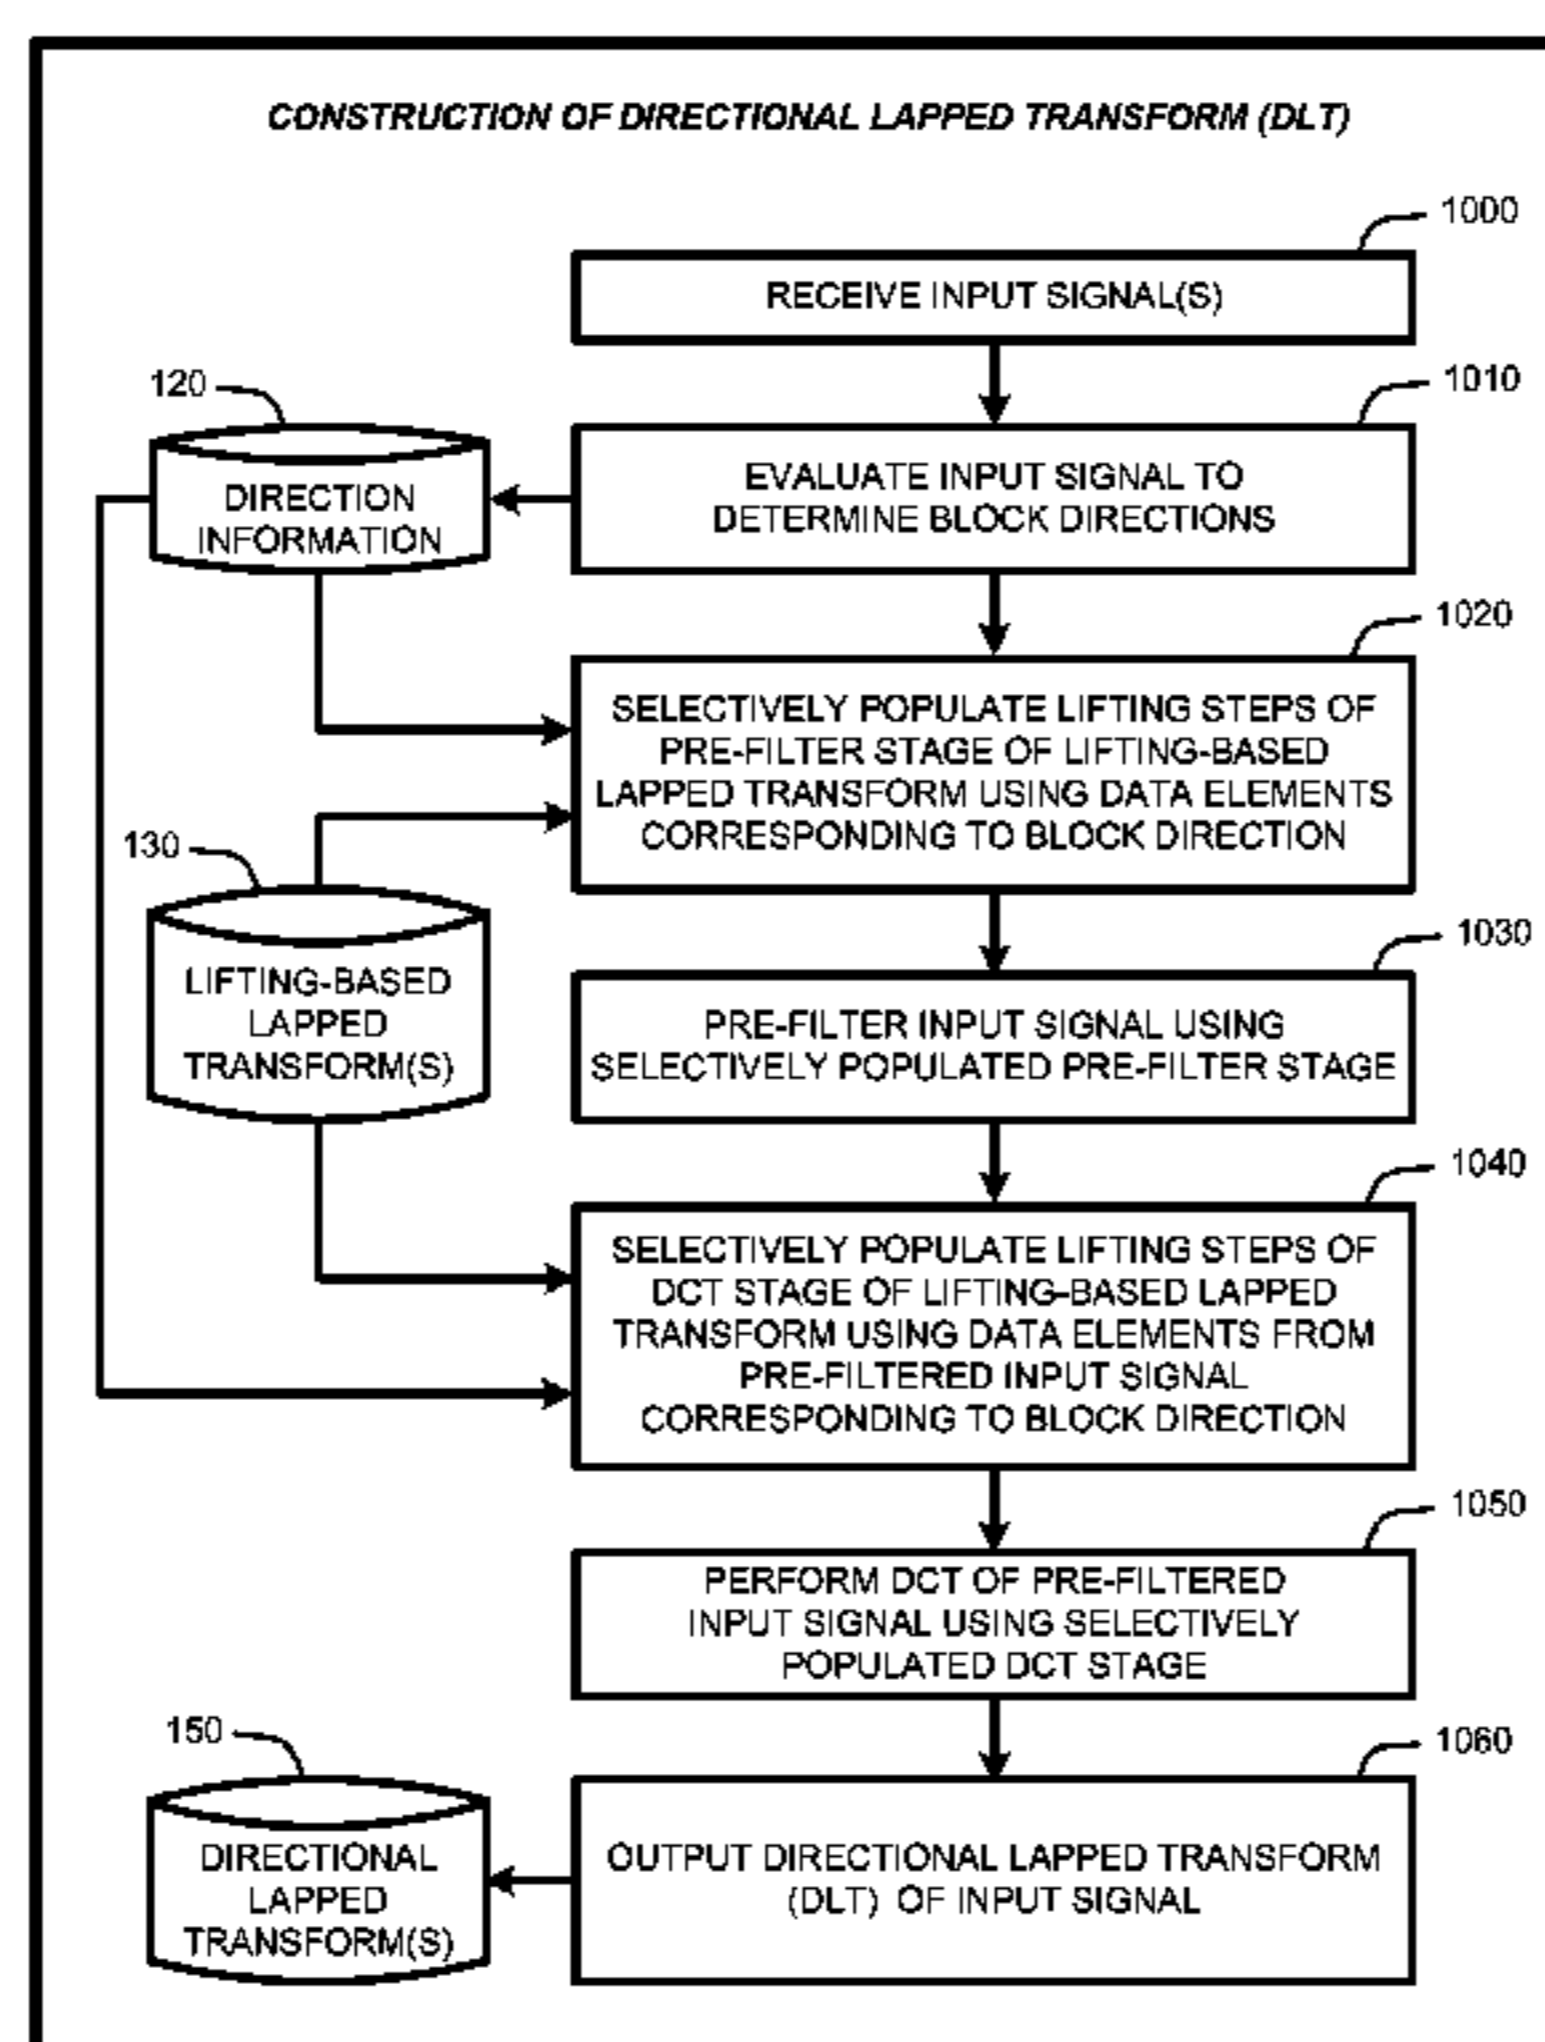 CONSTRUCTION OF DIRECTIONAL LAPPED TRANSFORM (DLT)
1000
RECEIVE INPUT SIGNAL(S)
120
1010
DIRECTION
INFORMATION
EVALUATE INPUT SIGNAL TO
DETERMINE BLOCK DIRECTIONS
1020
SELECTIVELY POPULATE LIFTING STEPS OF
PRE-FILTER STAGE OF LIFTING-BASED
LAPPED TRANSFORM USING DATA ELEMENTS
CORRESPONDING TO BLOCK DIRECTION
130
LIFTING-BASED
LAPPED
TRANSFORM(S)
1030
PRE-FILTER INPUT SIGNAL USING
SELECTIVELY POPULATED PRE-FILTER STAGE
1040
SELECTIVELY POPULATE LIFTING STEPS OF
DCT STAGE OF LIFTING-BASED LAPPED
TRANSFORM USING DATA ELEMENTS FROM
PRE-FILTERED INPUT SIGNAL
CORRESPONDING TO BLOCK DIRECTION
1050
PERFORM DCT OF PRE-FILTERED
INPUT SIGNAL USING SELECTIVELY
POPULATED DCT STAGE
150
1060
DIRECTIONAL
LAPPED
TRANSFORM(S)
OUTPUT DIRECTIONAL LAPPED TRANSFORM
(DLT) OF INPUT SIGNAL